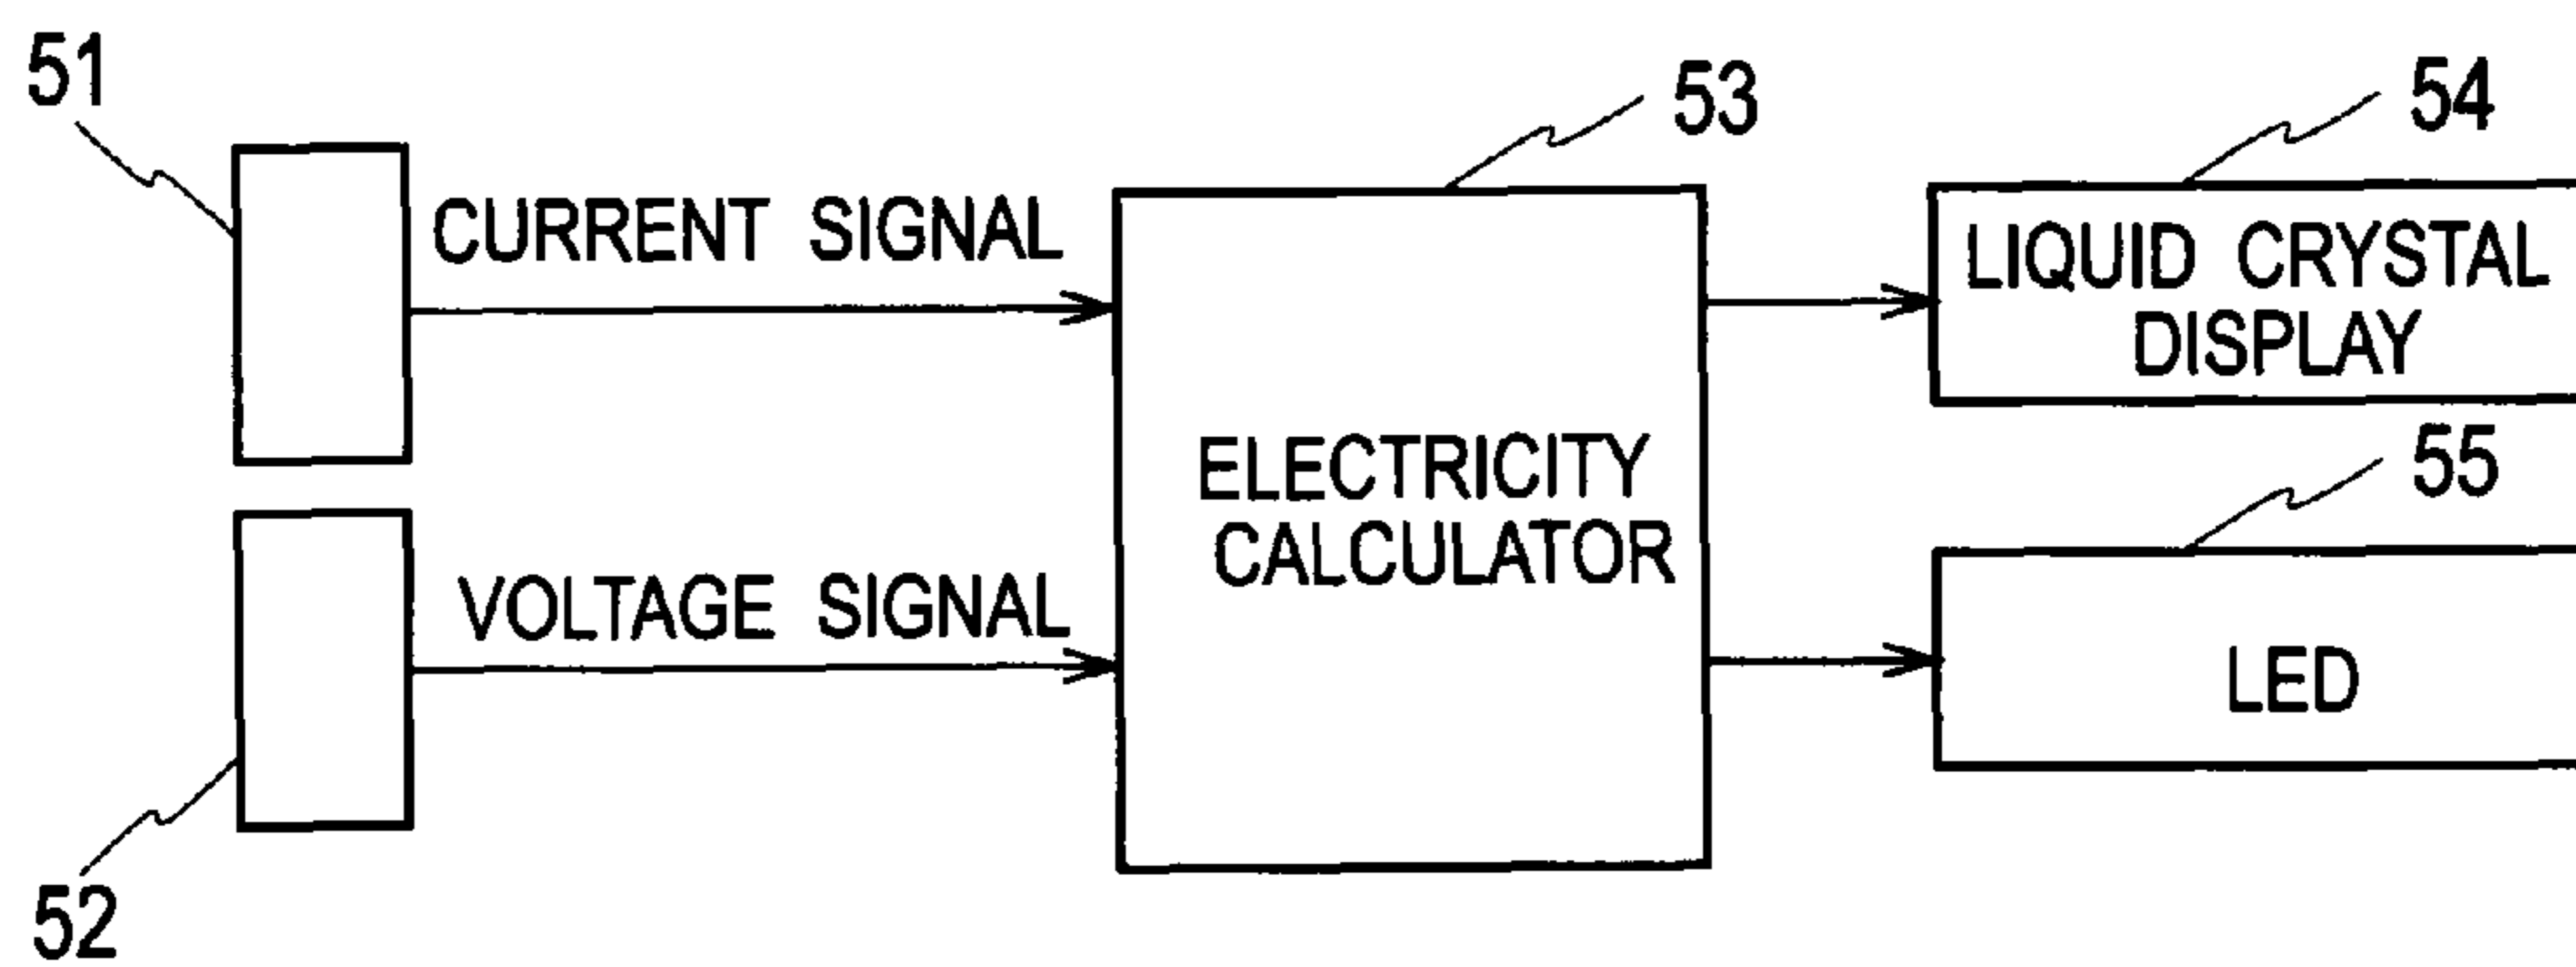 51
53
54
CURRENT SIGNAL
LIQUID CRYSTAL
DISPLAY
ELECTRICITY
CALCULATOR
55
VOLTAGE SIGNAL
LED
52